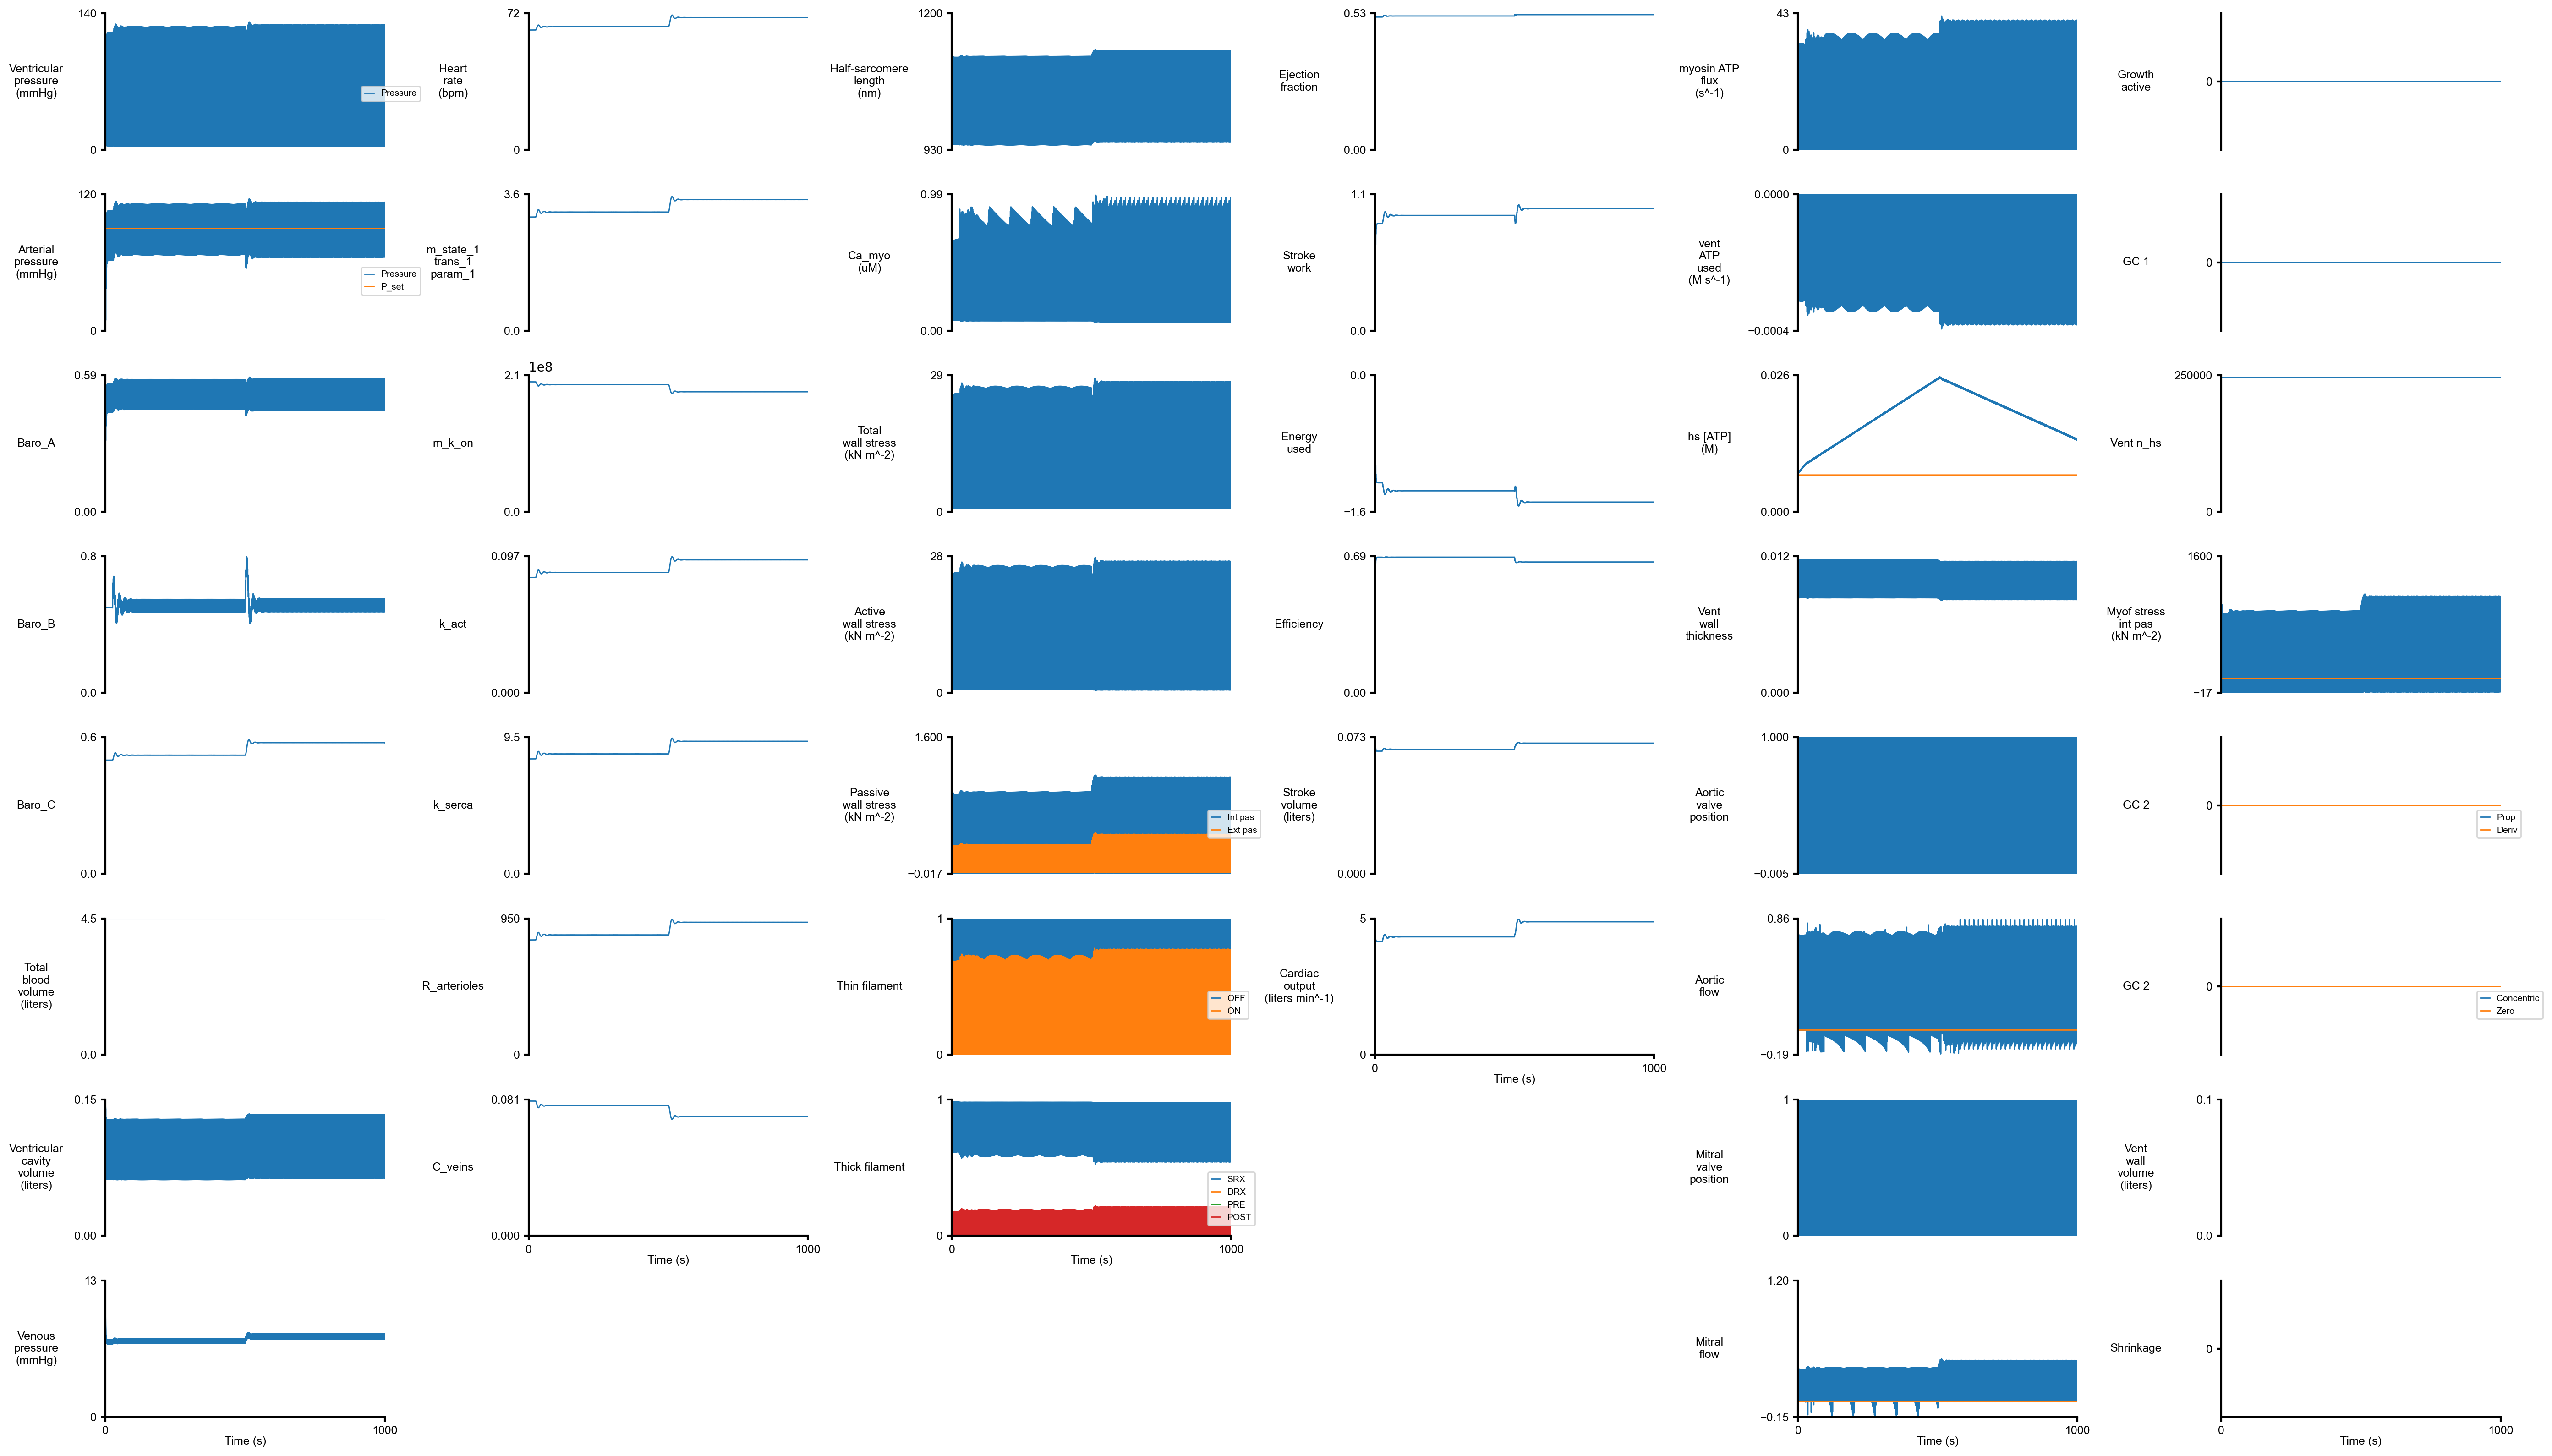 140
Ventricular
pressure
(mmHg)
0
Pressure
72
Heart
rate
(bpm)
0
1200
Half-sarcomere
length
(nm)
930
0.53
Ejection
fraction
0.00
43
myosin ATP
flux
(s^-1)
0
Growth
active
0
120
Arterial
pressure
(mmHg)
0
Pressure
P_set
3.6
m_state_1
trans_1
param_1
0.0
0.99
Ca_myo
(uM)
0.00
1.1
Stroke
work
0.0
0.0000
vent
ATP
used
(M s^-1)
−0.0004
GC 1
0
0.59
Baro_A
0.00
1e8
2.1
m_k_on
0.0
29
Total
wall stress
(kN m^-2)
0
0.0
Energy
used
−1.6
0.026
hs [ATP]
(M)
0.000
250000
Vent n_hs
0
0.8
Baro_B
0.0
0.097
k_act
0.000
28
Active
wall stress
(kN m^-2)
0
0.69
Efficiency
0.00
0.012
Vent
wall
thickness
0.000
1600
Myof stress
int pas
(kN m^-2)
−17
0.6
Baro_C
0.0
9.5
k_serca
0.0
1.600
Passive
wall stress
(kN m^-2)
−0.017
Int pas
Ext pas
0.073
Stroke
volume
(liters)
0.000
1.000
Aortic
valve
position
−0.005
GC 2
0
Prop
Deriv
4.5
Total
blood
volume
(liters)
0.0
950
R_arterioles
0
1
Thin filament
0
OFF
ON
5
Cardiac
output
(liters min^-1)
0
0
1000
Time (s)
0.86
Aortic
flow
−0.19
GC 2
0
Concentric
Zero
0.15
Ventricular
cavity
volume
(liters)
0.00
0.081
C_veins
0.000
0
1000
Time (s)
1
Thick filament
0
SRX
DRX
PRE
POST
0
1000
Time (s)
1
Mitral
valve
position
0
0.1
Vent
wall
volume
(liters)
0.0
13
Venous
pressure
(mmHg)
0
0
1000
Time (s)
1.20
Mitral
flow
−0.15
0
1000
Time (s)
Shrinkage
0
0
1000
Time (s)